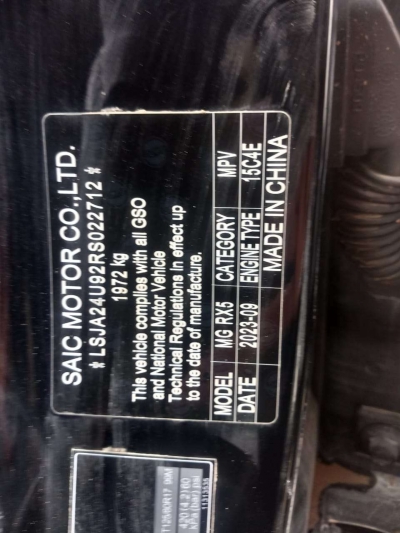 SAIC MOTOR CO.,LTD.
*LSJA24U92RS022712*
1972 kg
This vehicle complies with all GSO
and National Motor Vehicle
Technical Regulations in effect up
to the date of manufacture.
MODEL MG RX5 CATEGORY MPV
DATE 2023-09 ENGINE TYPE 15C4E
MADE IN CHINA